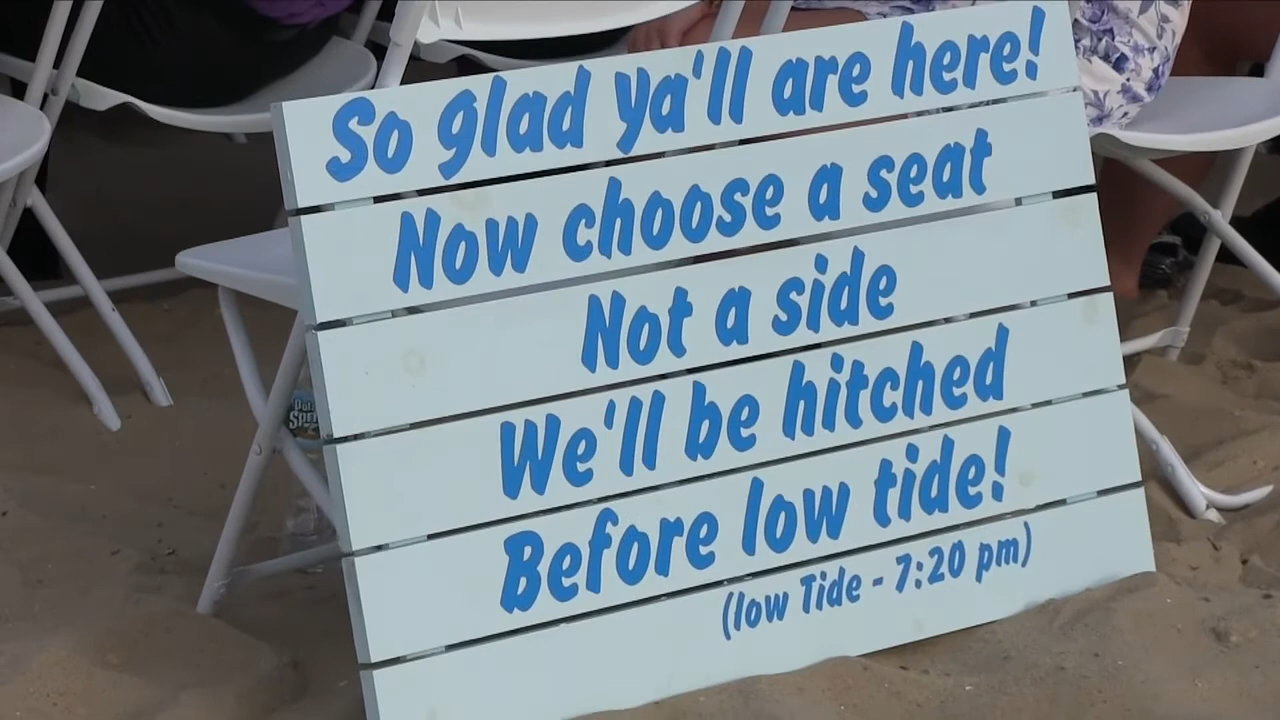 So glad ya'll are here!
Now choose a seat
Not a side
We'll be hitched
Before low tide!
(low Tide - 7:20 pm)